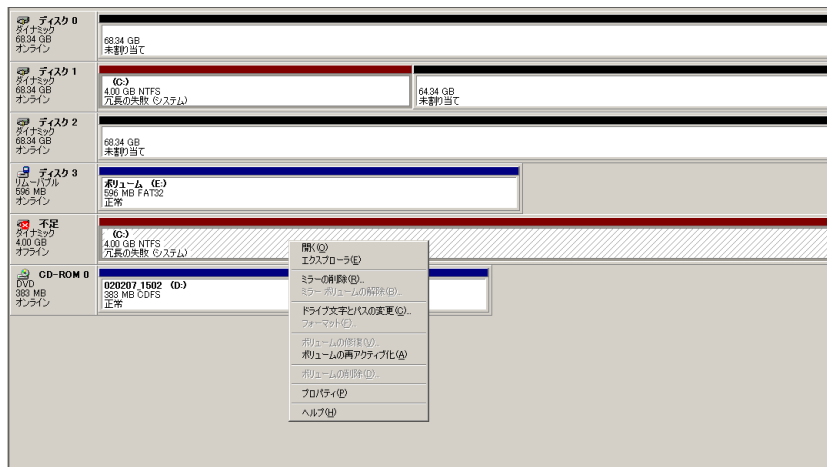 ディスク 0
ダイナミック
68.34 GB
オンライン
68.34 GB
未割り当て
ディスク 1
ダイナミック
68.34 GB
オンライン
(C:)
4.00 GB NTFS
冗長の失敗 (システム)
64.34 GB
未割り当て
ディスク 2
ダイナミック
68.34 GB
オンライン
68.34 GB
未割り当て
ディスク 3
リムーバブル
596 MB
オンライン
ボリューム (E:)
596 MB FAT32
正常
不足
ダイナミック
4.00 GB
オフライン
(C:)
4.00 GB NTFS
冗長の失敗 (システム)
CD-ROM 0
DVD
383 MB
オンライン
020207_1502 (D:)
383 MB CDFS
正常
開く(O)
エクスプローラ(E)
ミラーの削除(R)...
ミラー ボリュームの解除(B)...
ドライブ文字とパスの変更(C)...
フォーマット(F)...
ボリュームの修復(V)...
ボリュームの再アクティブ化(A)
ボリュームの削除(D)...
プロパティ(P)
ヘルプ(H)